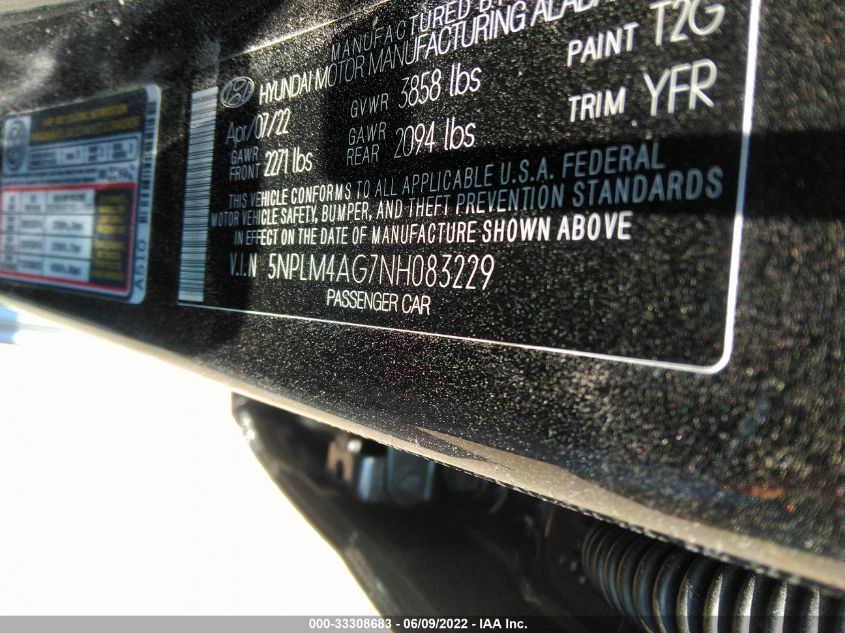 MANUFACTURED B
HYUNDAI MOTOR MANUFACTURING ALABA
Apr/07/22 GVWR 3858 lbs PAINT T2G
GAWR FRONT 2271 lbs GAWR REAR 2094 lbs TRIM YFR
THIS VEHICLE CONFORMS TO ALL APPLICABLE U.S.A. FEDERAL
MOTOR VEHICLE SAFETY, BUMPER, AND THEFT PREVENTION STANDARDS
IN EFFECT ON THE DATE OF MANUFACTURE SHOWN ABOVE
V.I.N 5NPLM4AG7NH083229
PASSENGER CAR
A510
000-33308683 - 06/09/2022 - IAA Inc.